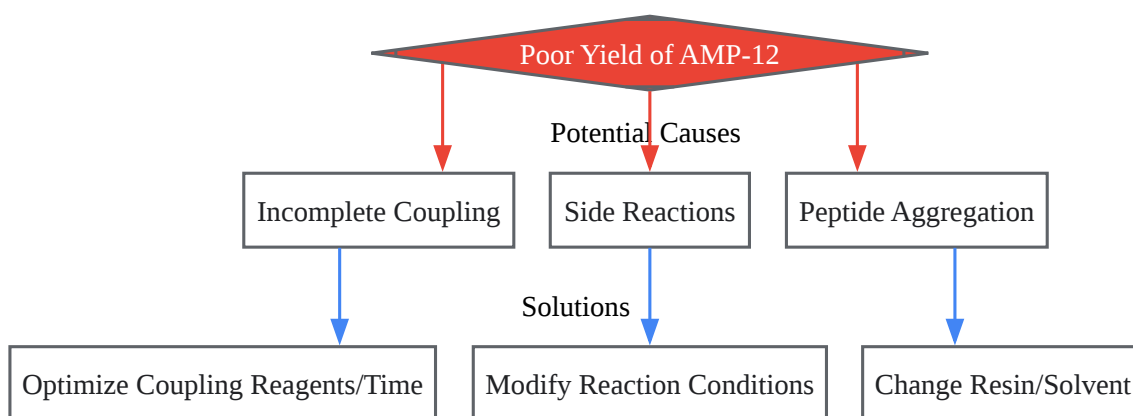 Poor Yield of AMP-12
Potential Causes
Incomplete Coupling
Side Reactions
Peptide Aggregation
Solutions
Optimize Coupling Reagents/Time
Modify Reaction Conditions
Change Resin/Solvent